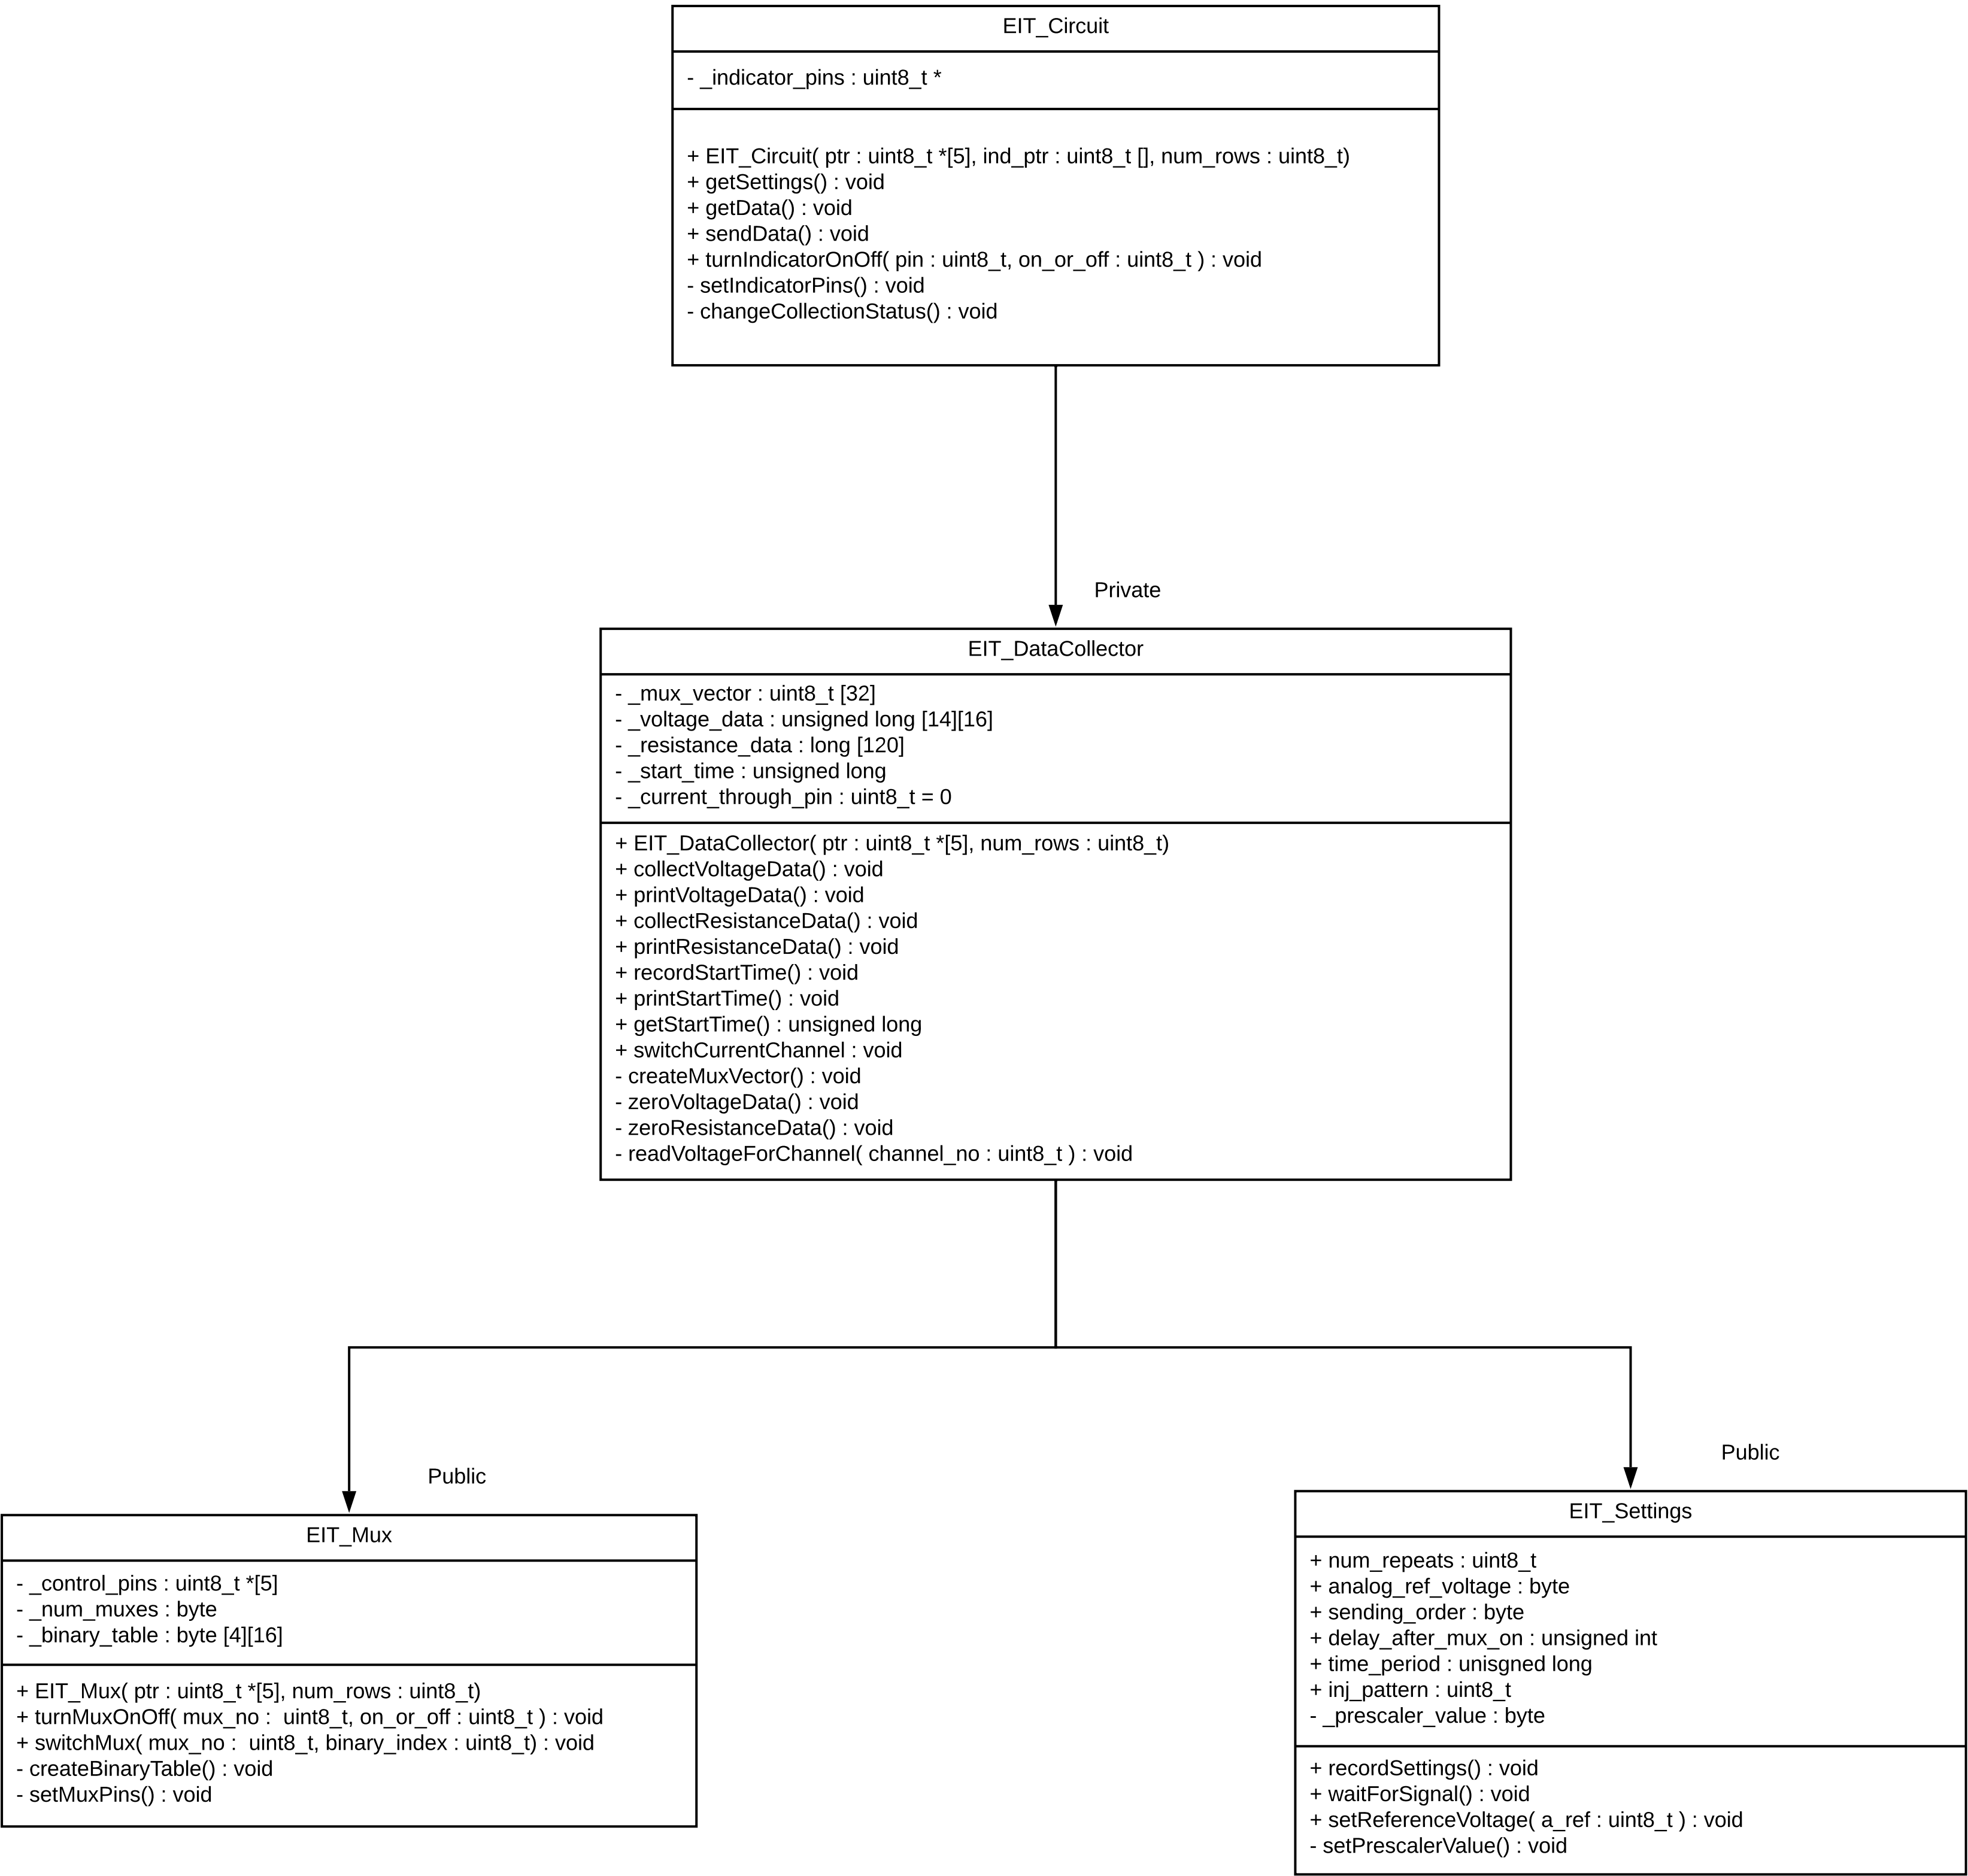 EIT_Circuit
- _indicator_pins : uint8_t *
+ EIT_Circuit( ptr : uint8_t *[5], ind_ptr : uint8_t [], num_rows : uint8_t)
+ getSettings() : void
+ getData() : void
+ sendData() : void
+ turnIndicatorOnOff( pin : uint8_t, on_or_off : uint8_t ) : void
- setIndicatorPins() : void
- changeCollectionStatus() : void
Private
EIT_DataCollector
- _mux_vector : uint8_t [32]
- _voltage_data : unsigned long [14][16]
- _resistance_data : long [120]
- _start_time : unsigned long
- _current_through_pin : uint8_t = 0
+ EIT_DataCollector( ptr : uint8_t *[5], num_rows : uint8_t)
+ collectVoltageData() : void
+ printVoltageData() : void
+ collectResistanceData() : void
+ printResistanceData() : void
+ recordStartTime() : void
+ printStartTime() : void
+ getStartTime() : unsigned long
+ switchCurrentChannel : void
- createMuxVector() : void
- zeroVoltageData() : void
- zeroResistanceData() : void
- readVoltageForChannel( channel_no : uint8_t ) : void
Public
EIT_Mux
- _control_pins : uint8_t *[5]
- _num_muxes : byte
- _binary_table : byte [4][16]
+ EIT_Mux( ptr : uint8_t *[5], num_rows : uint8_t)
+ turnMuxOnOff( mux_no :  uint8_t, on_or_off : uint8_t ) : void
+ switchMux( mux_no :  uint8_t, binary_index : uint8_t) : void
- createBinaryTable() : void
- setMuxPins() : void
Public
EIT_Settings
+ num_repeats : uint8_t
+ analog_ref_voltage : byte
+ sending_order : byte
+ delay_after_mux_on : unsigned int
+ time_period : unisgned long
+ inj_pattern : uint8_t
- _prescaler_value : byte
+ recordSettings() : void
+ waitForSignal() : void
+ setReferenceVoltage( a_ref : uint8_t ) : void
- setPrescalerValue() : void